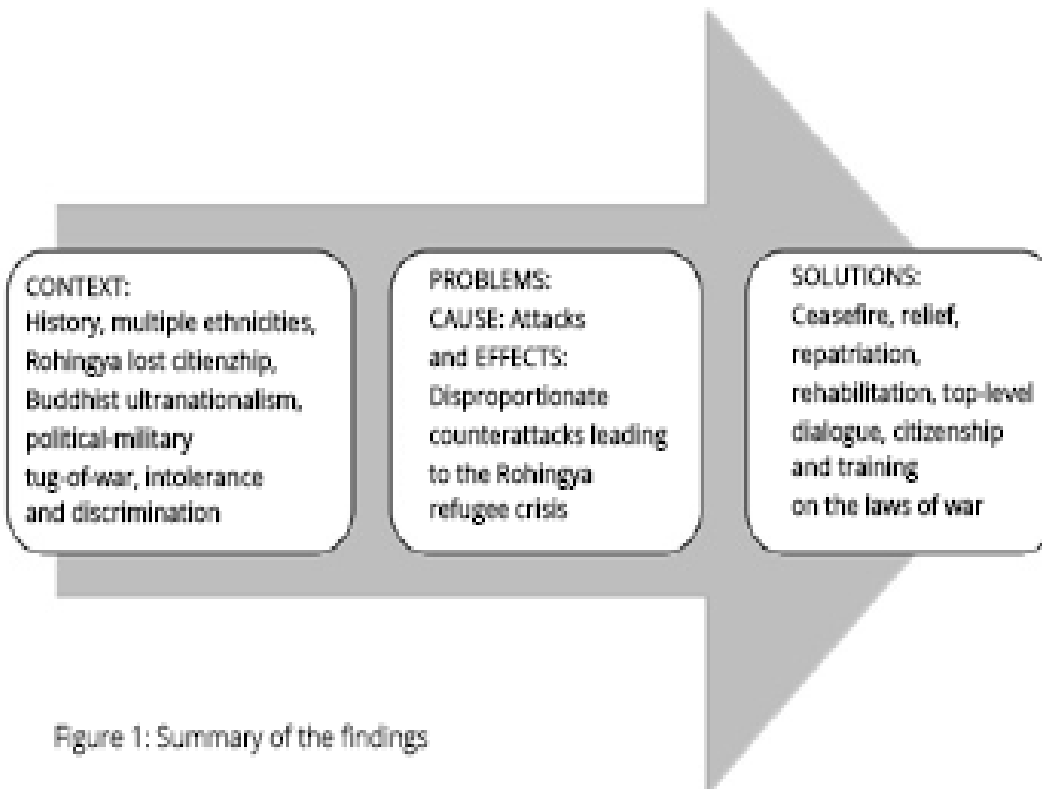 CONTEXT:
History, multiple ethnicities,
Rohingya lost citienzhip,
Buddhist ultranationalism,
political-military
tug-of-war, intolerance
and discrimination
PROBLEMS:
CAUSE: Attacks
and EFFECTS:
Disproportionate
counterattacks leading
to the Rohingya
refugee crisis
SOLUTIONS:
Ceasefire, relief,
repatriation,
rehabilitation, top-level
dialogue, citizenship
and training
on the laws of war
Figure 1: Summary of the findings